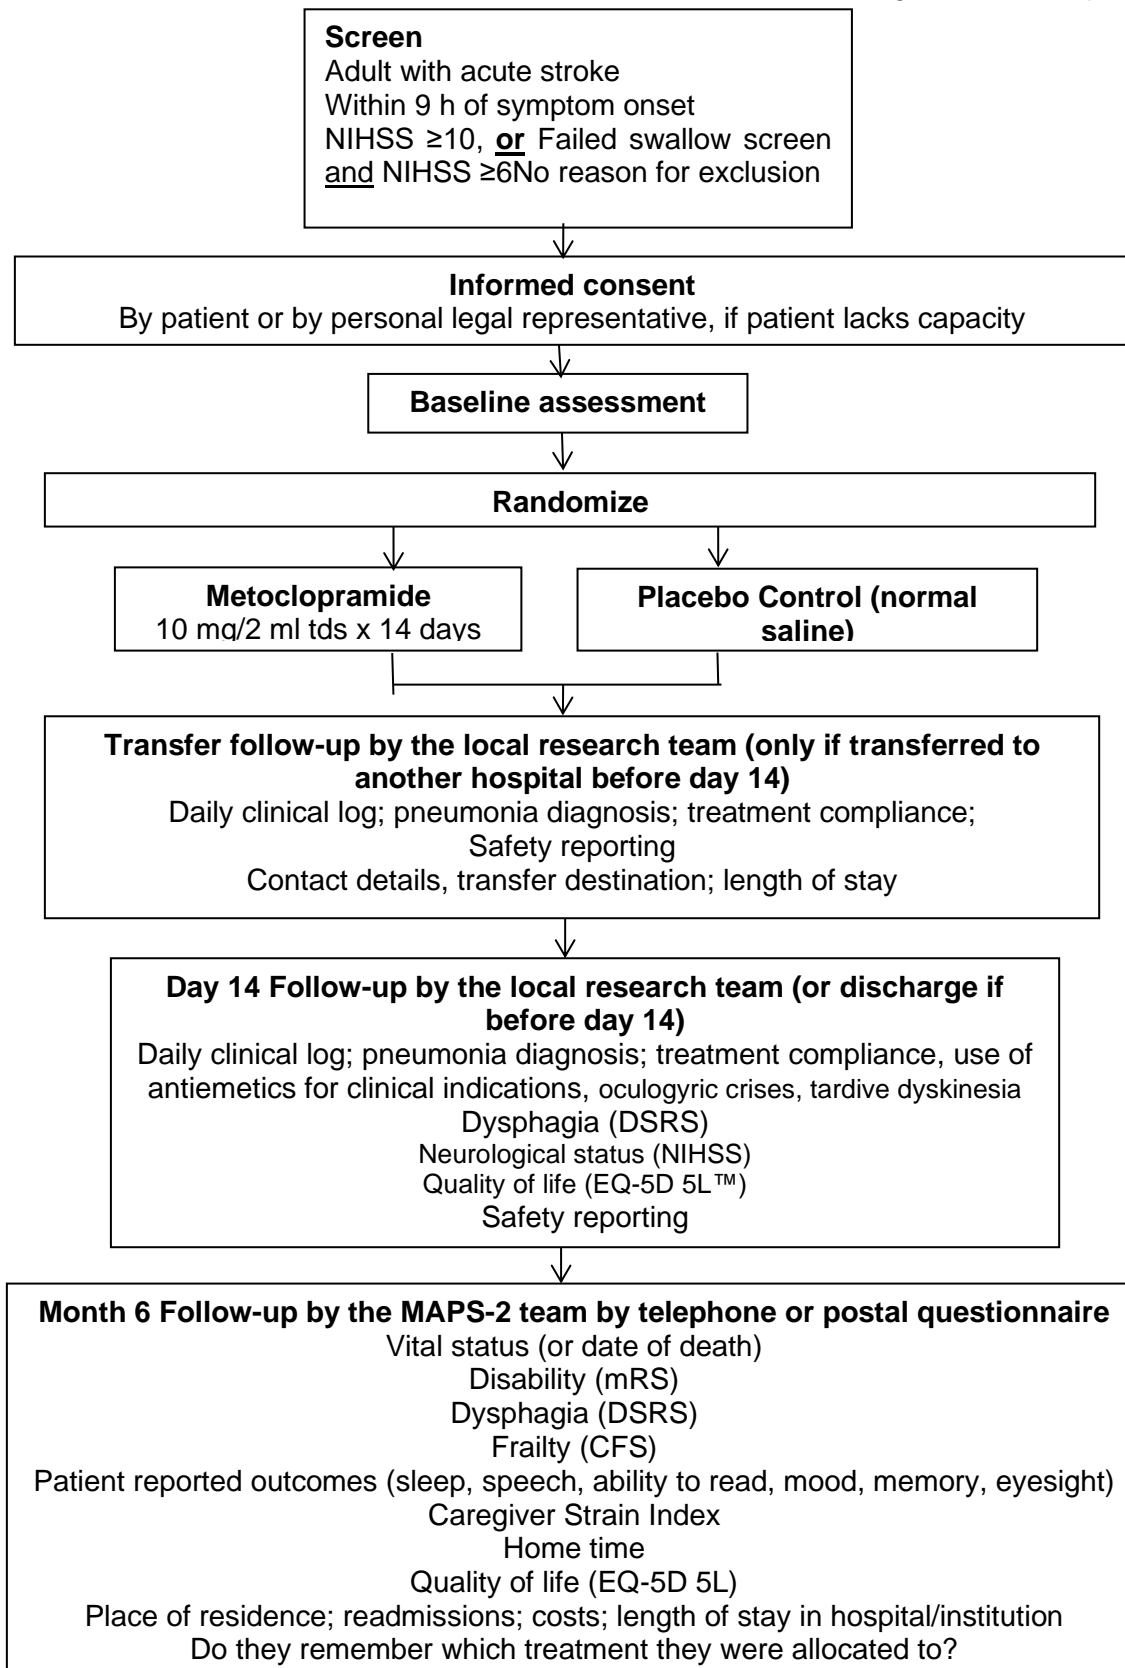 Screen
Adult with acute stroke
Within 9 h of symptom onset
NIHSS ≥10, or Failed swallow screen
and NIHSS ≥6No reason for exclusion
Informed consent
By patient or by personal legal representative, if patient lacks capacity
Baseline assessment
Randomize
Metoclopramide
10 mg/2 ml tds x 14 days
Placebo Control (normal
saline)
Transfer follow-up by the local research team (only if transferred to
another hospital before day 14)
Daily clinical log; pneumonia diagnosis; treatment compliance;
Safety reporting
Contact details, transfer destination; length of stay
Day 14 Follow-up by the local research team (or discharge if
before day 14)
Daily clinical log; pneumonia diagnosis; treatment compliance, use of
antiemetics for clinical indications, oculogyric crises, tardive dyskinesia
Dysphagia (DSRS)
Neurological status (NIHSS)
Quality of life (EQ-5D 5L™)
Safety reporting
Month 6 Follow-up by the MAPS-2 team by telephone or postal questionnaire
Vital status (or date of death)
Disability (mRS)
Dysphagia (DSRS)
Frailty (CFS)
Patient reported outcomes (sleep, speech, ability to read, mood, memory, eyesight)
Caregiver Strain Index
Home time
Quality of life (EQ-5D 5L)
Place of residence; readmissions; costs; length of stay in hospital/institution
Do they remember which treatment they were allocated to?